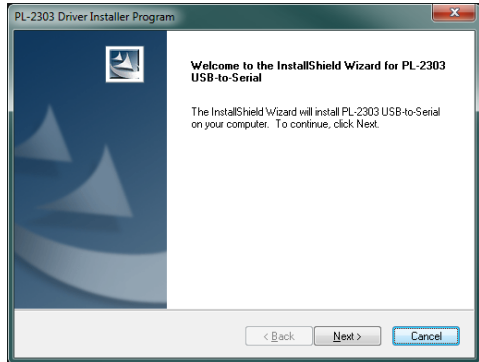 PL-2303 Driver Installer Program
Welcome to the InstallShield Wizard for PL-2303
USB-to-Serial
The InstallShield Wizard will install PL-2303 USB-to-Serial
on your computer. To continue, click Next.
< Back Next > Cancel